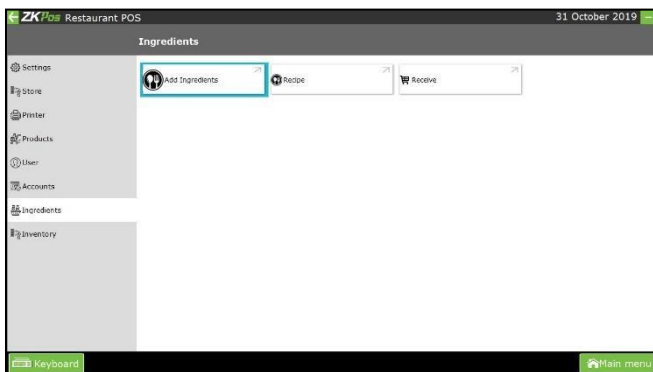 ZKPos Restaurant POS 31 October 2019
Ingredients
Settings
Store
Printer
Products
User
Accounts
Ingredients
Inventory
Add Ingredients
Recipe
Receive
Keyboard
Main menu